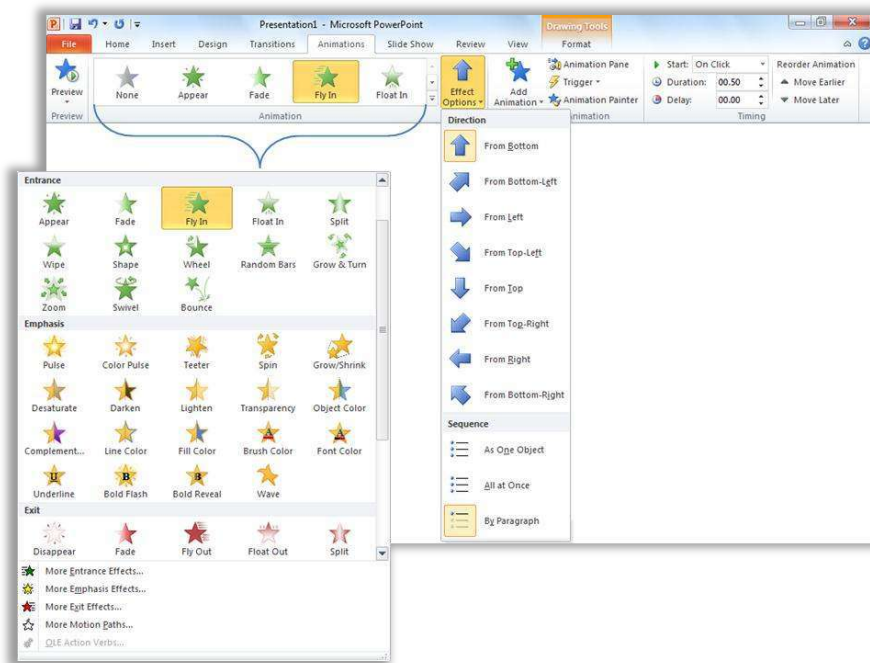 Presentation1 - Microsoft PowerPoint
Drawing Tools
File Home Insert Design Transitions Animations Slide Show Review View Format
Preview
None
Appear
Fade
Fly In
Float In
Effect Options
Add Animation
Animation Pane
Trigger
Animation Painter
Start: On Click
Duration: 00.50
Delay: 00.00
Reorder Animation
Move Earlier
Move Later
Preview Animation nimation Timing
Entrance
Appear Fade Fly In Float In Split
Wipe Shape Wheel Random Bars Grow & Turn
Zoom Swivel Bounce
Emphasis
Pulse Color Pulse Teeter Spin Grow/Shrink
Desaturate Darken Lighten Transparency Object Color
Complement... Line Color Fill Color Brush Color Font Color
Underline Bold Flash Bold Reveal Wave
Exit
Disappear Fade Fly Out Float Out Split
More Entrance Effects...
More Emphasis Effects...
More Exit Effects...
More Motion Paths...
OLE Action Verbs...
Direction
From Bottom
From Bottom-Left
From Left
From Top-Left
From Top
From Top-Right
From Right
From Bottom-Right
Sequence
As One Object
All at Once
By Paragraph